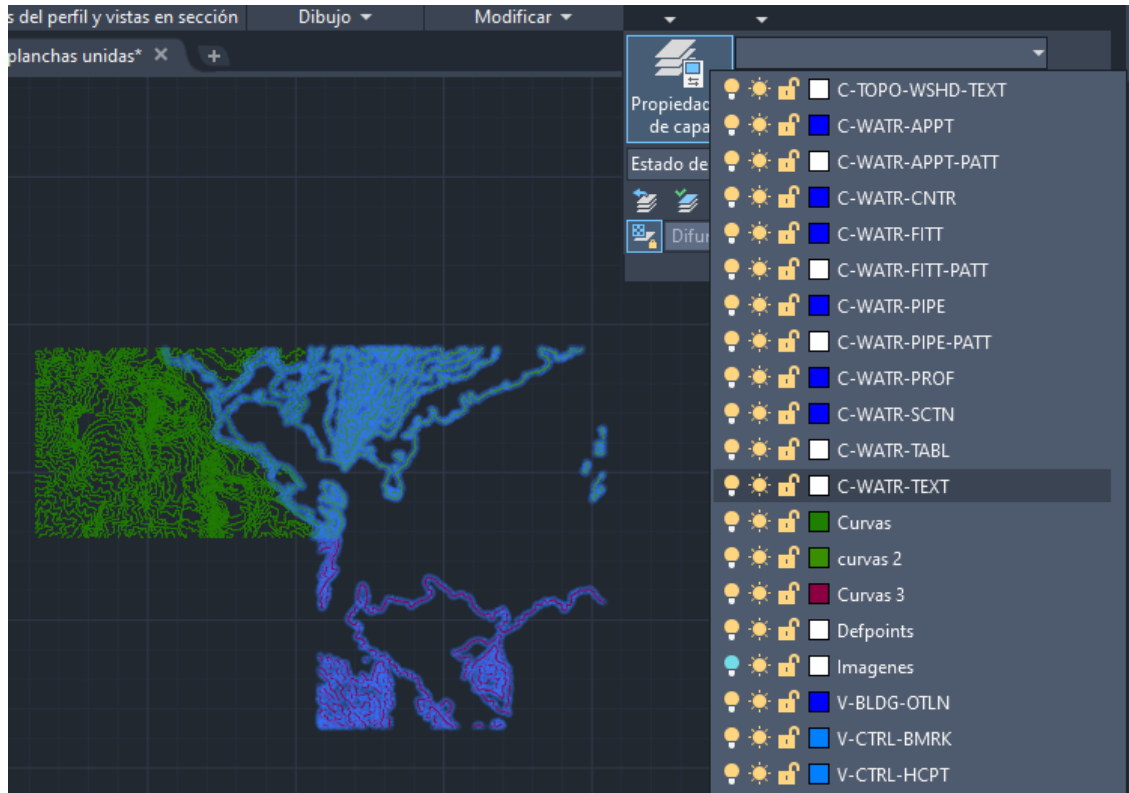 s del perfil y vistas en sección
Dibujo
Modificar
planchas unidas*
Propiedad
de capa
Estado de
Difu
C-TOPO-WSHD-TEXT
C-WATR-APPT
C-WATR-APPT-PATT
C-WATR-CNTR
C-WATR-FITT
C-WATR-FITT-PATT
C-WATR-PIPE
C-WATR-PIPE-PATT
C-WATR-PROF
C-WATR-SCTN
C-WATR-TABL
C-WATR-TEXT
Curvas
curvas 2
Curvas 3
Defpoints
Imagenes
V-BLDG-OTLN
V-CTRL-BMRK
V-CTRL-HCPT